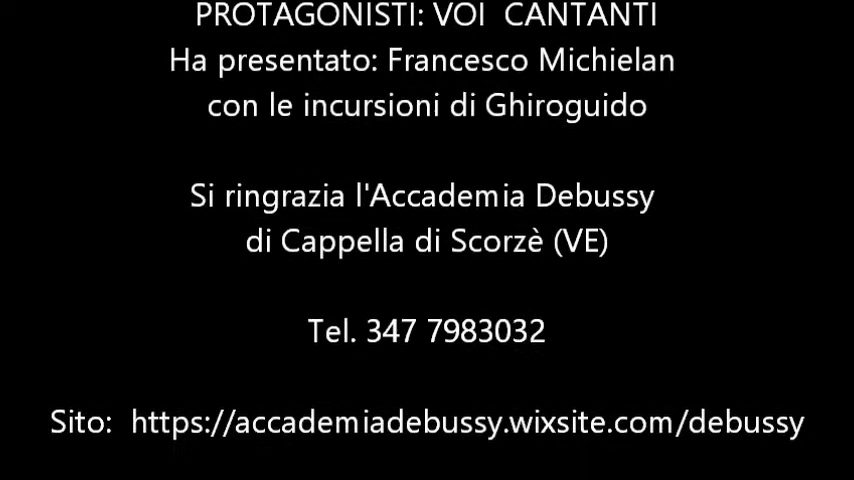 PROTAGONISTI: VOI CANTANTI
Ha presentato: Francesco Michielan
con le incursioni di Ghiroguido
Si ringrazia l'Accademia Debussy
di Cappella di Scorzè (VE)
Tel. 347 7983032
Sito: https://accademiadebussy.wixsite.com/debussy